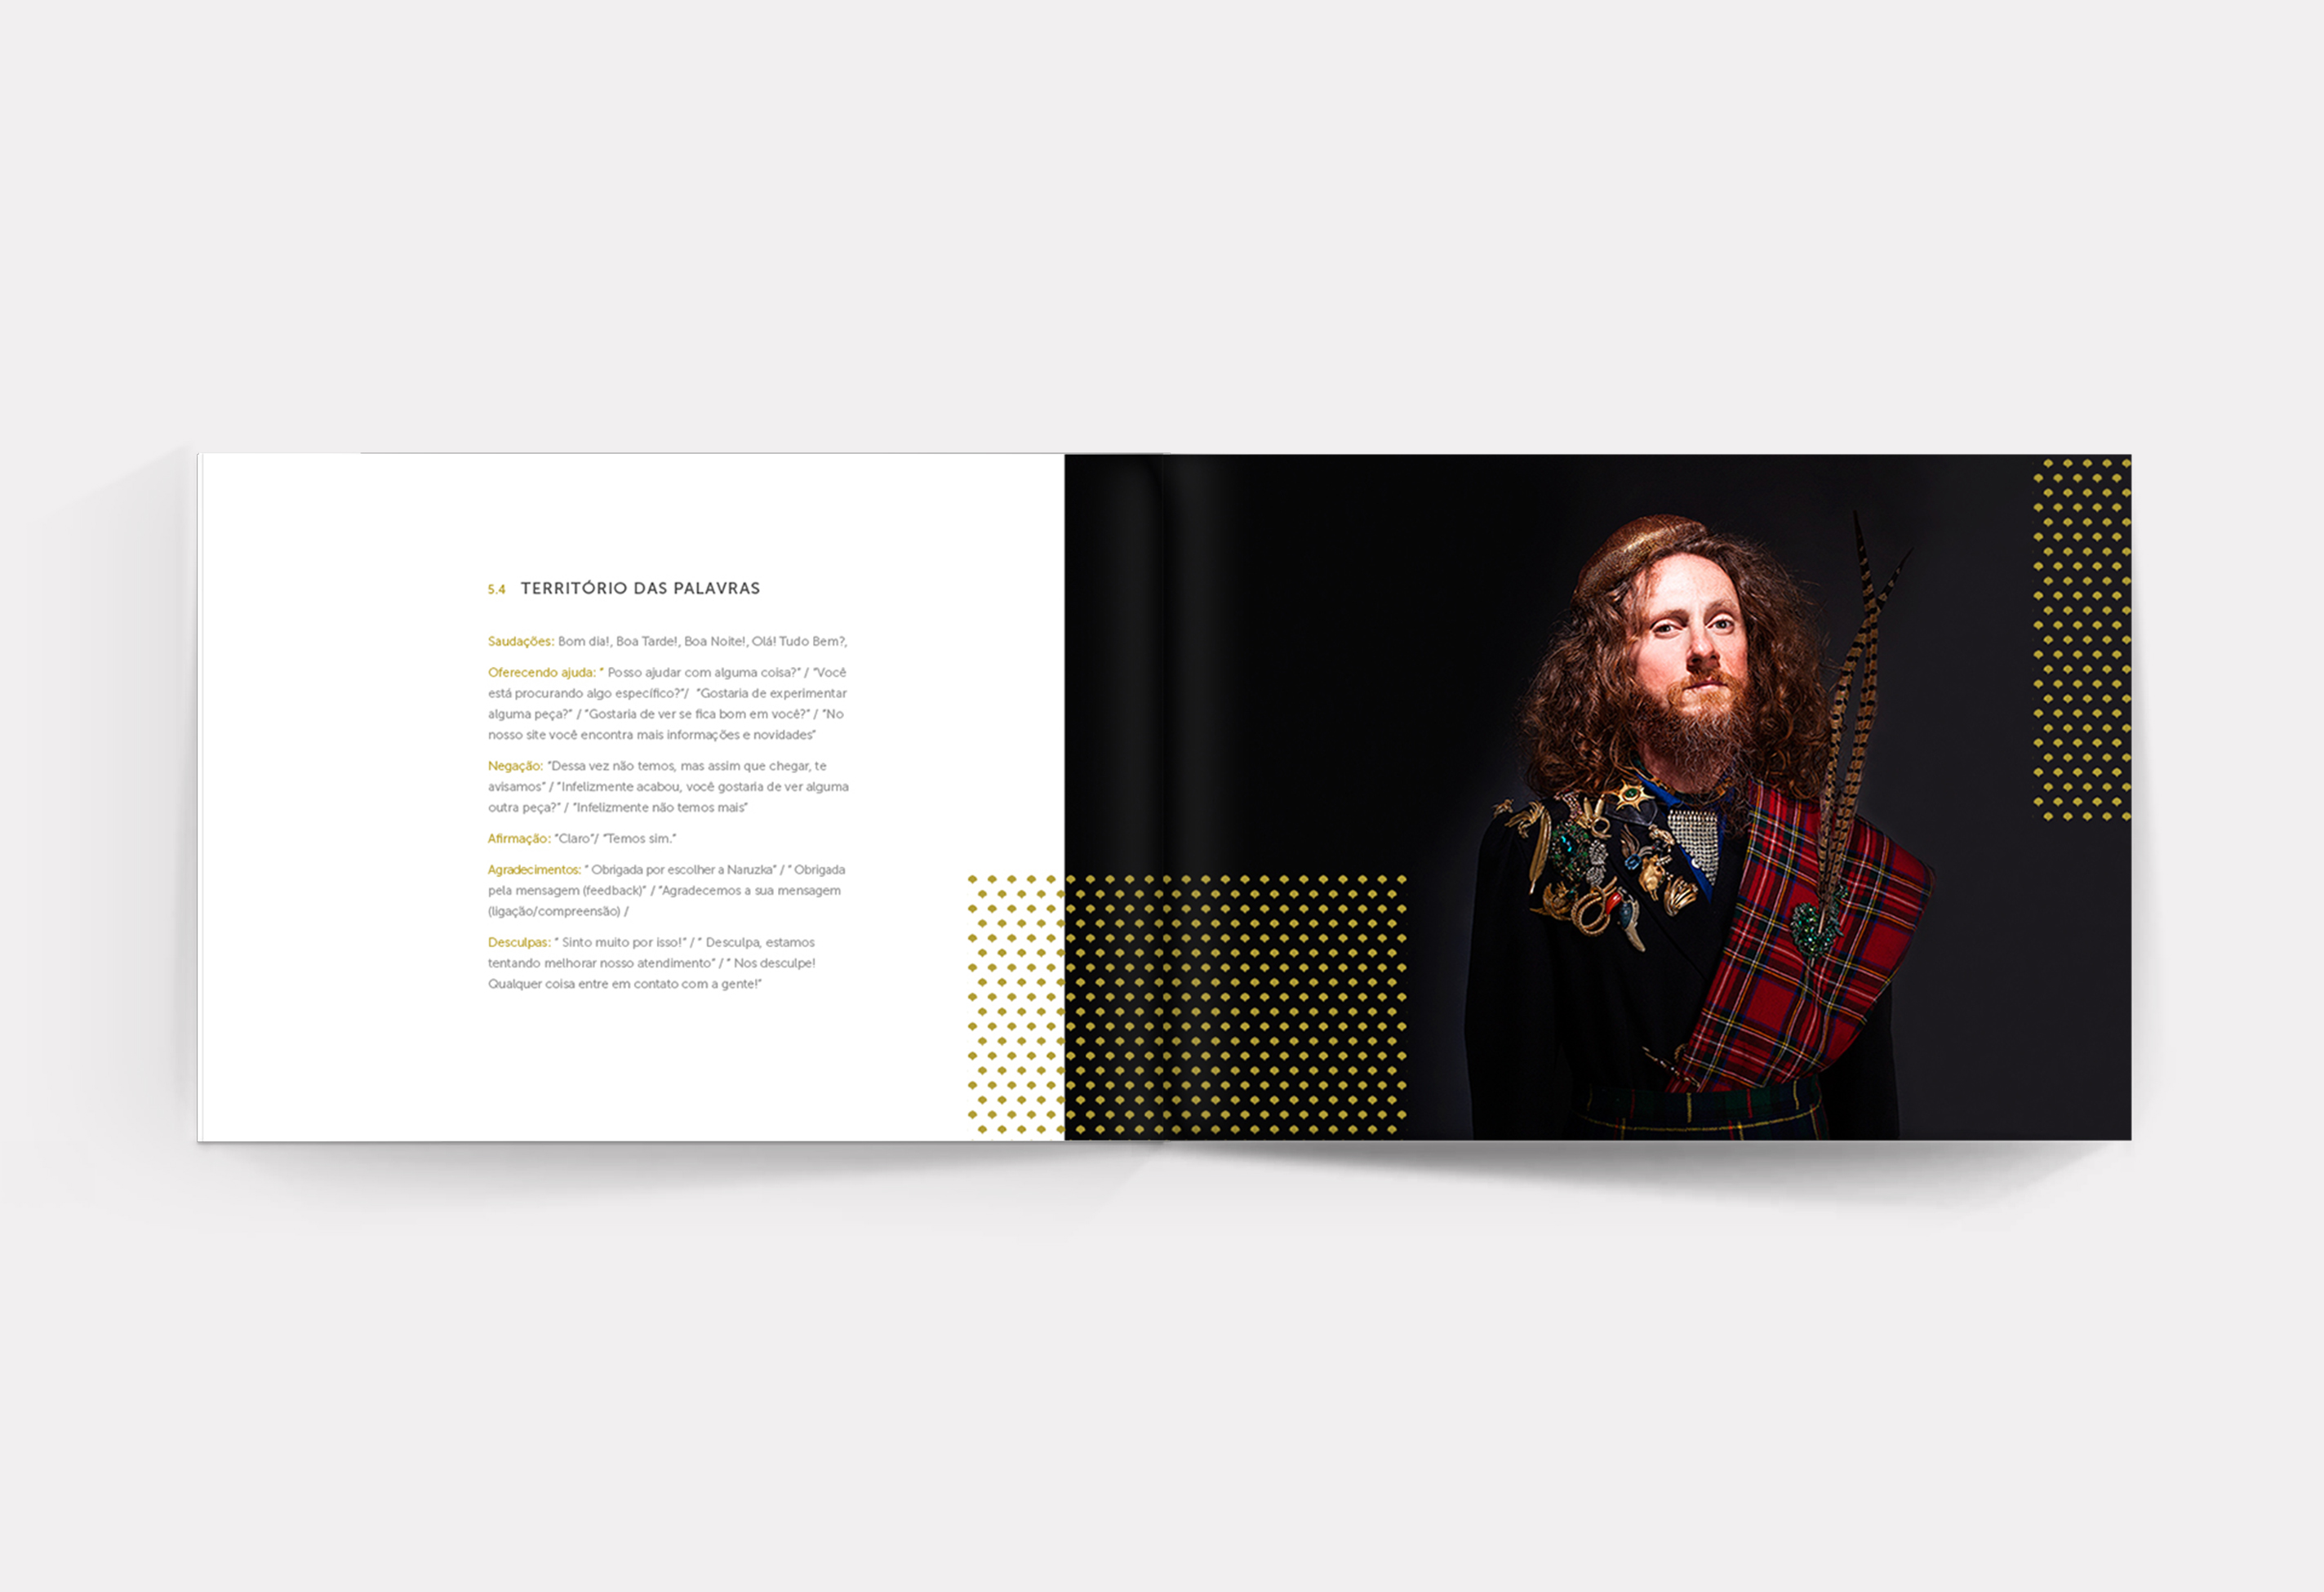 5.4 TERRITÓRIO DAS PALAVRAS
Saudações: Bom dia!, Boa Tarde!, Boa Noite!, Olá! Tudo Bem?,
Oferecendo ajuda: " Posso ajudar com alguma coisa?" / "Você
está procurando algo específico?"/ "Gostaria de experimentar
alguma peça?" / "Gostaria de ver se fica bom em você?" / "No
nosso site você encontra mais informações e novidades"
Negação: "Dessa vez não temos, mas assim que chegar, te
avisamos" / "Infelizmente acabou, você gostaria de ver alguma
outra peça?" / "Infelizmente não temos mais"
Afirmação: "Claro"/ "Temos sim."
Agradecimentos: " Obrigada por escolher a Naruzka" / " Obrigada
pela mensagem (feedback)" / "Agradecemos a sua mensagem
(ligação/compreensão) /
Desculpas: " Sinto muito por isso!" / " Desculpa, estamos
tentando melhorar nosso atendimento" / " Nos desculpe!
Qualquer coisa entre em contato com a gente!"